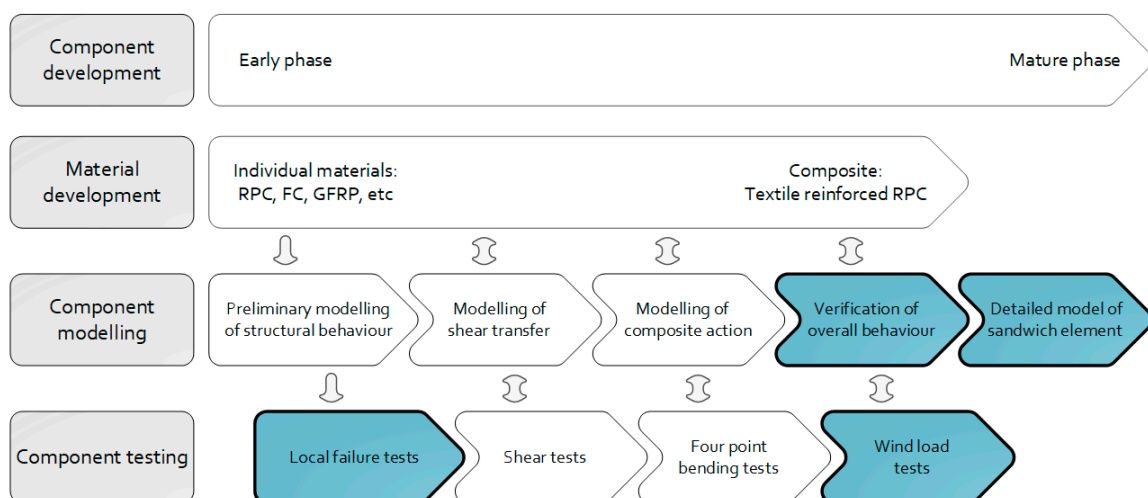 Component
development
Early phase
Mature phase
Material
development
Individual materials:
RPC, FC, GFRP, etc
Composite:
Textile reinforced RPC
Component
modelling
Preliminary modelling
of structural behaviour
Modelling of
shear transfer
Modelling of
composite action
Verification of
overall behaviour
Detailed model of
sandwich element
Component testing
Local failure tests
Shear tests
Four point
bending tests
Wind load
tests